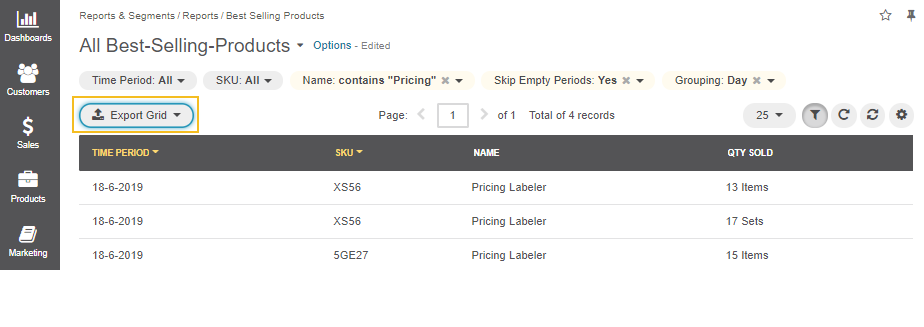 Reports & Segments / Reports / Best Selling Products
All Best-Selling-Products Options - Edited
Time Period: All SKU: All Name: contains "Pricing" Skip Empty Periods: Yes Grouping: Day
Export Grid Page: 1 of 1 Total of 4 records 25
TIME PERIOD SKU NAME QTY SOLD
18-6-2019 XS56 Pricing Labeler 13 Items
18-6-2019 XS56 Pricing Labeler 17 Sets
18-6-2019 5GE27 Pricing Labeler 15 Items
Dashboards
Customers
Sales
Products
Marketing